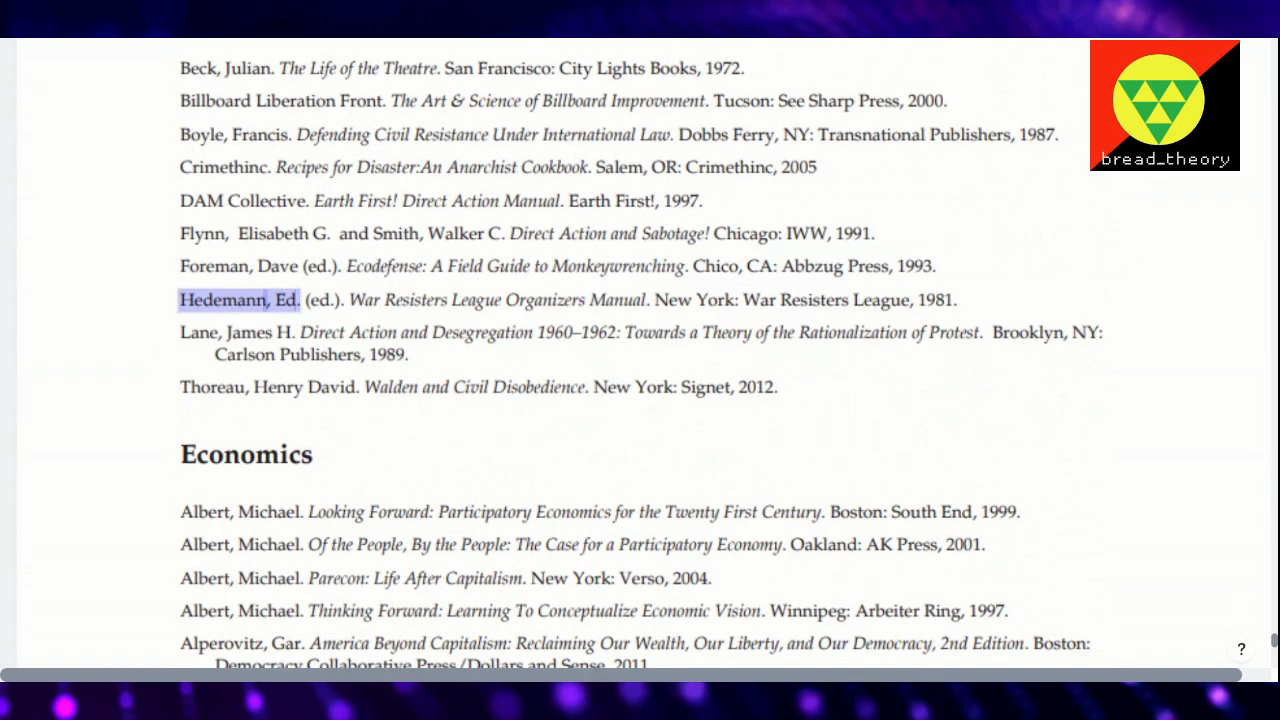 Beck, Julian. The Life of the Theatre. San Francisco: City Lights Books, 1972.
Billboard Liberation Front. The Art & Science of Billboard Improvement. Tucson: See Sharp Press, 2000.
Boyle, Francis. Defending Civil Resistance Under International Law. Dobbs Ferry, NY: Transnational Publishers, 1987.
bread_theory
Crimethinc. Recipes for Disaster:An Anarchist Cookbook. Salem, OR: Crimethinc, 2005
DAM Collective. Earth First! Direct Action Manual. Earth First!, 1997.
Flynn, Elisabeth G. and Smith, Walker C. Direct Action and Sabotage! Chicago: IWW, 1991.
Foreman, Dave (ed.). Ecodefense: A Field Guide to Monkeywrenching. Chico, CA: Abbzug Press, 1993.
Hedemann, Ed. (ed.). War Resisters League Organizers Manual. New York: War Resisters League, 1981.
Lane, James H. Direct Action and Desegregation 1960–1962: Towards a Theory of the Rationalization of Protest. Brooklyn, NY:
Carlson Publishers, 1989.
Thoreau, Henry David. Walden and Civil Disobedience. New York: Signet, 2012.
Economics
Albert, Michael. Looking Forward: Participatory Economics for the Twenty First Century. Boston: South End, 1999.
Albert, Michael. Of the People, By the People: The Case for a Participatory Economy. Oakland: AK Press, 2001.
Albert, Michael. Parecon: Life After Capitalism. New York: Verso, 2004.
Albert, Michael. Thinking Forward: Learning To Conceptualize Economic Vision. Winnipeg: Arbeiter Ring, 1997.
Alperovitz, Gar. America Beyond Capitalism: Reclaiming Our Wealth, Our Liberty, and Our Democracy, 2nd Edition. Boston:
Democracy Collaborative Press/Dollars and Sense, 2011.
?